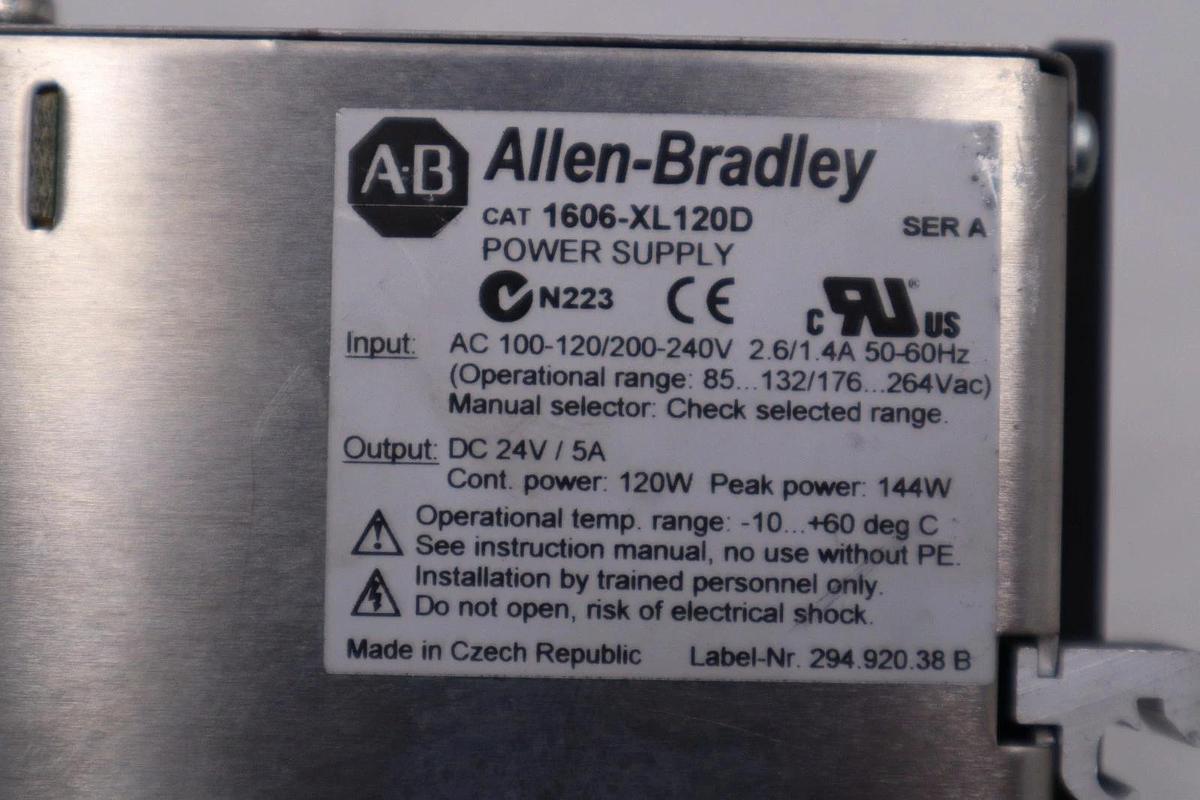 A-B Allen-Bradley
CAT 1606-XL120D SER A
POWER SUPPLY
N223 CE c RU ® US
Input: AC 100-120/200-240V 2.6/1.4A 50-60Hz
(Operational range: 85...132/176...264Vac)
Manual selector: Check selected range.
Output: DC 24V / 5A
Cont. power: 120W Peak power: 144W
Operational temp. range: -10...+60 deg C
See instruction manual, no use without PE.
Installation by trained personnel only.
Do not open, risk of electrical shock.
Made in Czech Republic Label-Nr. 294.920.38 B